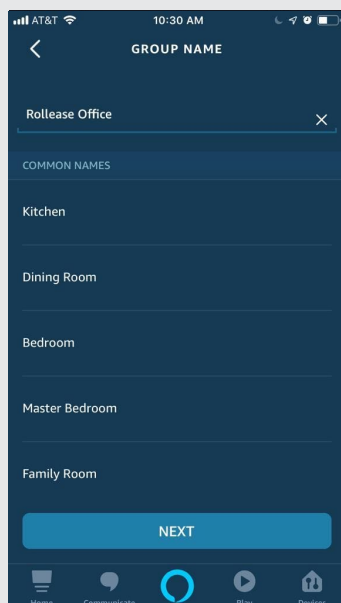 AT&T 10:30 AM
GROUP NAME
Rollease Office
COMMON NAMES
Kitchen
Dining Room
Bedroom
Master Bedroom
Family Room
NEXT
Home Communicate Play Devices